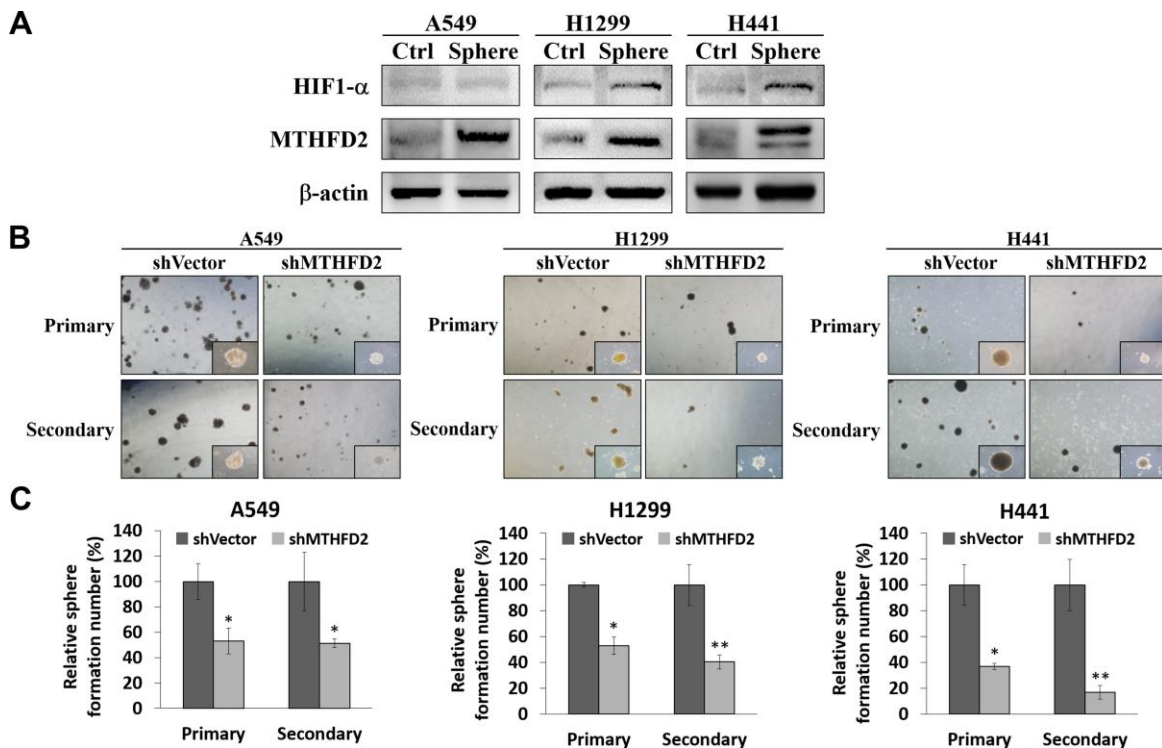 A
A549 H1299 H441
Ctrl Sphere Ctrl Sphere Ctrl Sphere
HIF1-α
MTHFD2
β-actin
B
A549 H1299 H441
shVector shMTHFD2 shVector shMTHFD2 shVector shMTHFD2
Primary Primary Primary
Secondary Secondary Secondary
C
A549
Relative sphere
formation number (%)
140
120
100
80
60
40
20
0
shVector shMTHFD2
*
*
Primary Secondary
H1299
Relative sphere
formation number (%)
140
120
100
80
60
40
20
0
shVector shMTHFD2
*
**
Primary Secondary
H441
Relative sphere
formation number (%)
140
120
100
80
60
40
20
0
shVector shMTHFD2
*
**
Primary Secondary